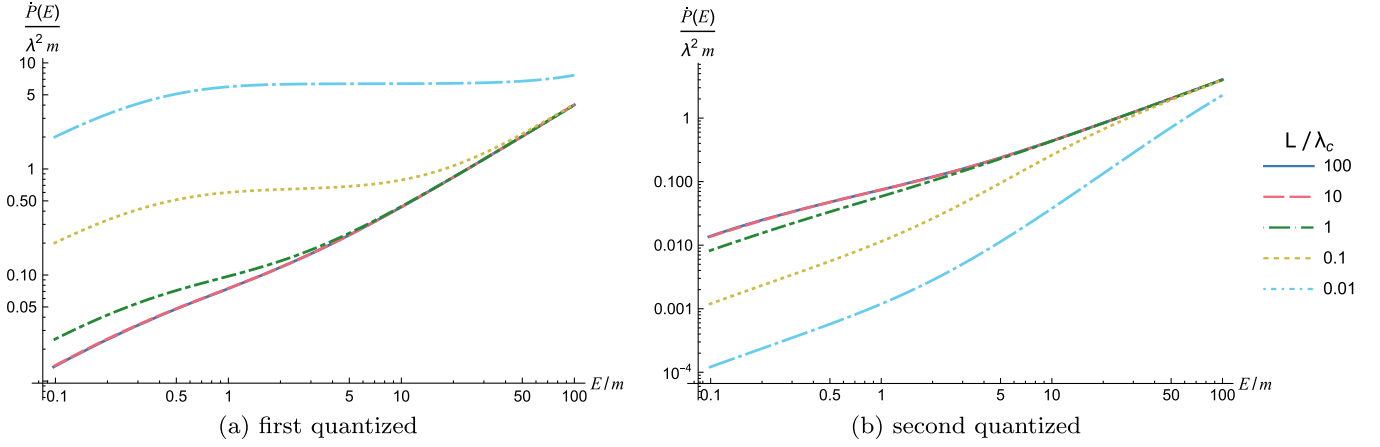 Ṗ(E)
λ² m
10
5
1
0.50
0.10
0.05
0.1 0.5 1 5 10 50 100
E/m
(a) first quantized
Ṗ(E)
λ² m
1
0.100
0.010
0.001
10⁻⁴
0.1 0.5 1 5 10 50 100
E/m
(b) second quantized
L / λc
100
10
1
0.1
0.01